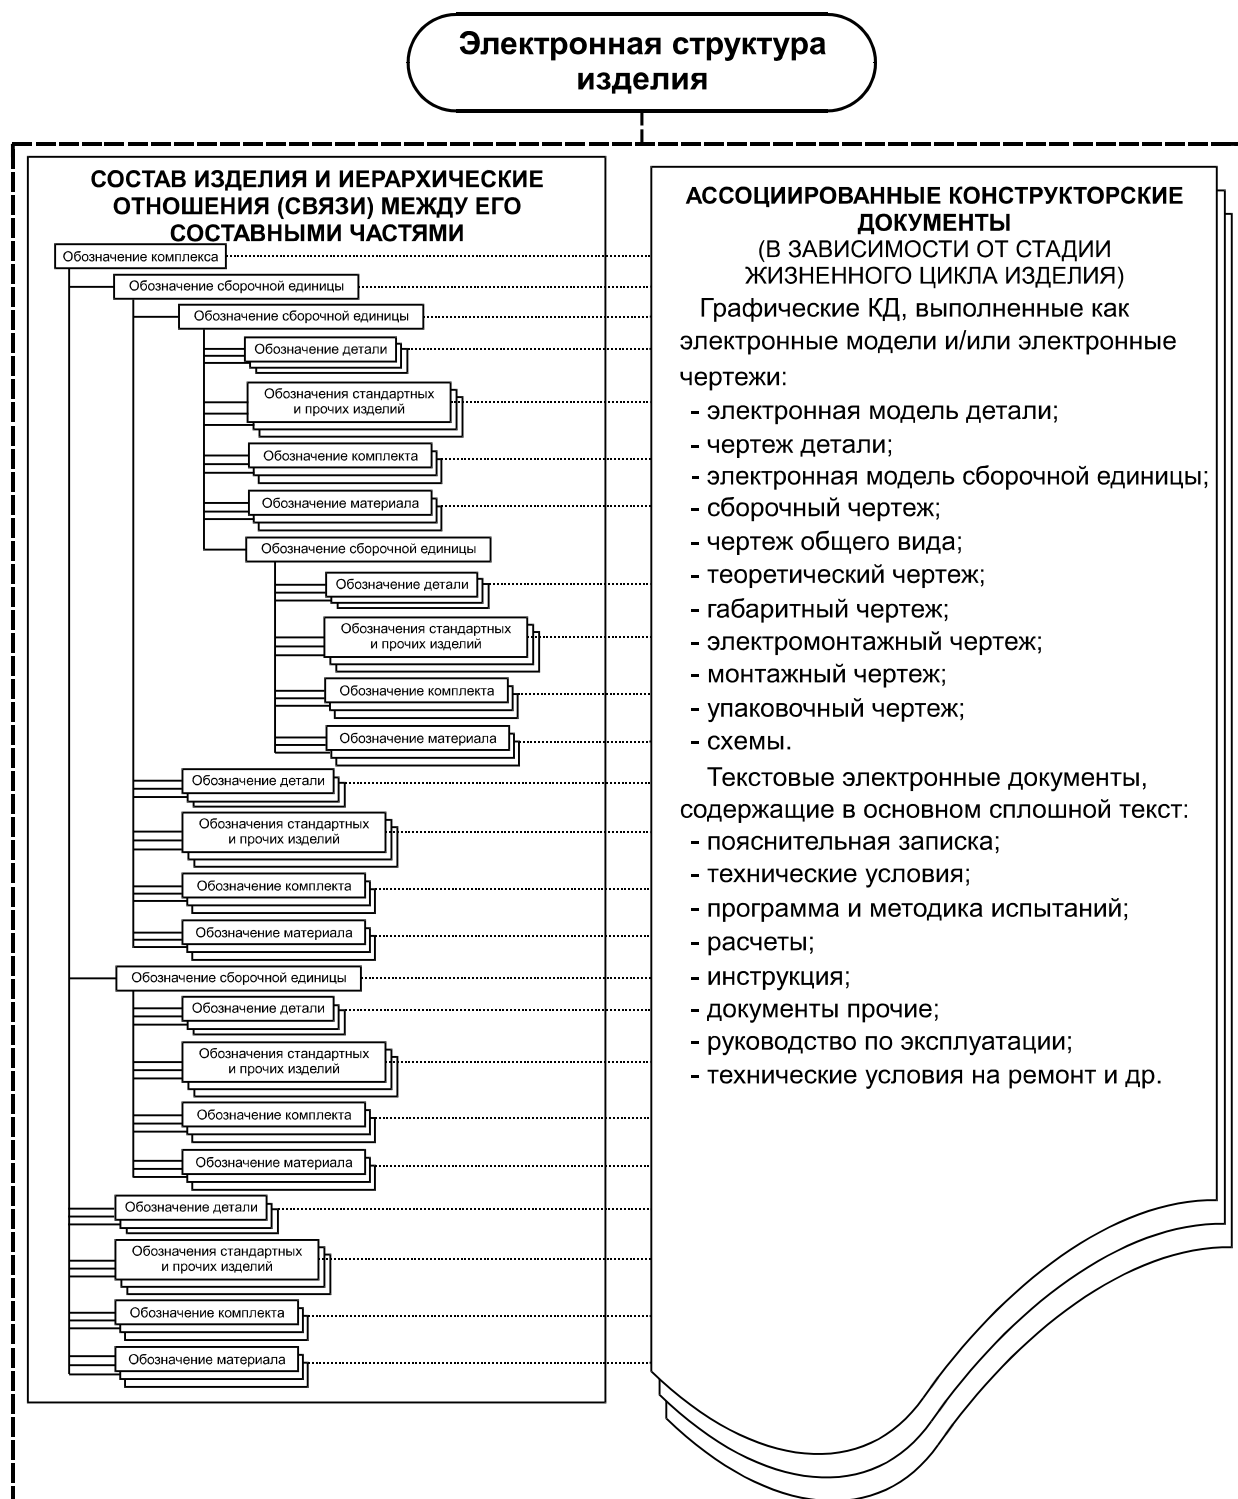 Электронная структура
изделия
СОСТАВ ИЗДЕЛИЯ И ИЕРАРХИЧЕСКИЕ
ОТНОШЕНИЯ (СВЯЗИ) МЕЖДУ ЕГО
СОСТАВНЫМИ ЧАСТЯМИ
Обозначение комплекса
Обозначение сборочной единицы
Обозначение сборочной единицы
Обозначение детали
Обозначения стандартных
и прочих изделий
Обозначение комплекта
Обозначение материала
Обозначение сборочной единицы
Обозначение детали
Обозначения стандартных
и прочих изделий
Обозначение комплекта
Обозначение материала
Обозначение детали
Обозначения стандартных
и прочих изделий
Обозначение комплекта
Обозначение материала
Обозначение сборочной единицы
Обозначение детали
Обозначения стандартных
и прочих изделий
Обозначение комплекта
Обозначение материала
Обозначение детали
Обозначения стандартных
и прочих изделий
Обозначение комплекта
Обозначение материала
АССОЦИИРОВАННЫЕ КОНСТРУКТОРСКИЕ
ДОКУМЕНТЫ
(В ЗАВИСИМОСТИ ОТ СТАДИИ
ЖИЗНЕННОГО ЦИКЛА ИЗДЕЛИЯ)
Графические КД, выполненные как
электронные модели и/или электронные
чертежи:
- электронная модель детали;
- чертеж детали;
- электронная модель сборочной единицы;
- сборочный чертеж;
- чертеж общего вида;
- теоретический чертеж;
- габаритный чертеж;
- электромонтажный чертеж;
- монтажный чертеж;
- упаковочный чертеж;
- схемы.
Текстовые электронные документы,
содержащие в основном сплошной текст:
- пояснительная записка;
- технические условия;
- программа и методика испытаний;
- расчеты;
- инструкция;
- документы прочие;
- руководство по эксплуатации;
- технические условия на ремонт и др.